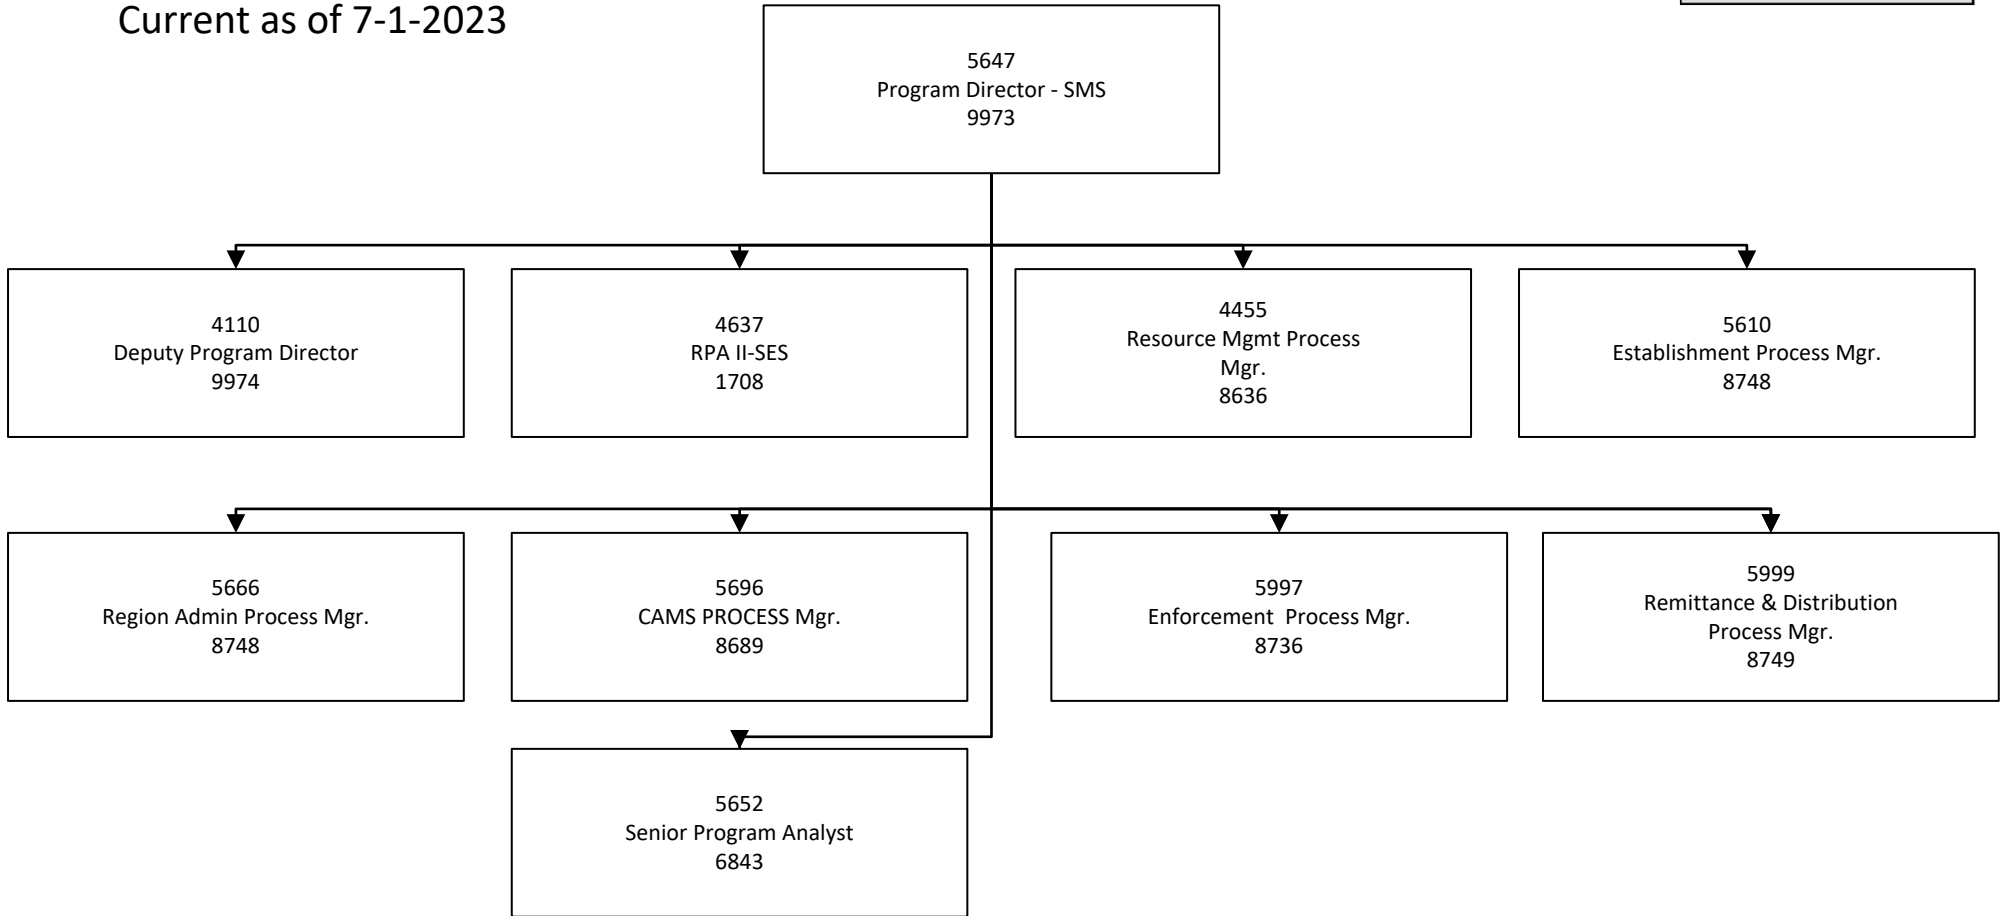 Current as of 7-1-2023
5647
Program Director - SMS
9973
4110
Deputy Program Director
9974
4637
RPA II-SES
1708
4455
Resource Mgmt Process
Mgr.
8636
5610
Establishment Process Mgr.
8748
5666
Region Admin Process Mgr.
8748
5696
CAMS PROCESS Mgr.
8689
5997
Enforcement  Process Mgr.
8736
5999
Remittance & Distribution
Process Mgr.
8749
5652
Senior Program Analyst
6843